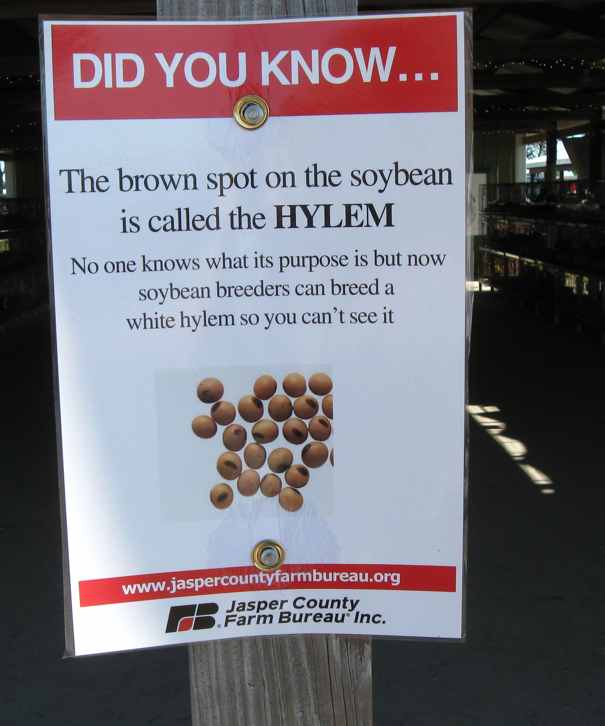 DID YOU KNOW...
The brown spot on the soybean
is called the HYLEM
No one knows what its purpose is but now
soybean breeders can breed a
white hylem so you can't see it
www.jaspercountyfarmbureau.org
FB® Jasper County
Farm Bureau® Inc.